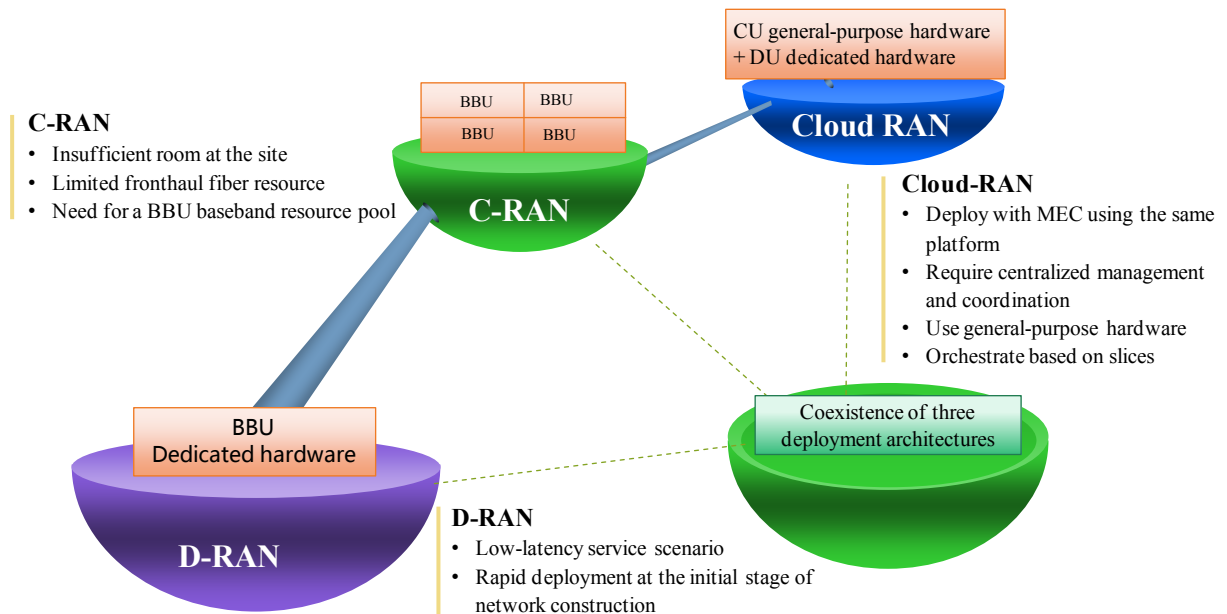 CU general-purpose hardware
+ DU dedicated hardware
Cloud RAN
BBU BBU
BBU BBU
C-RAN
C-RAN
• Insufficient room at the site
• Limited fronthaul fiber resource
• Need for a BBU baseband resource pool
Cloud-RAN
• Deploy with MEC using the same
platform
• Require centralized management
and coordination
• Use general-purpose hardware
• Orchestrate based on slices
BBU
Dedicated hardware
D-RAN
Coexistence of three
deployment architectures
D-RAN
• Low-latency service scenario
• Rapid deployment at the initial stage of
network construction